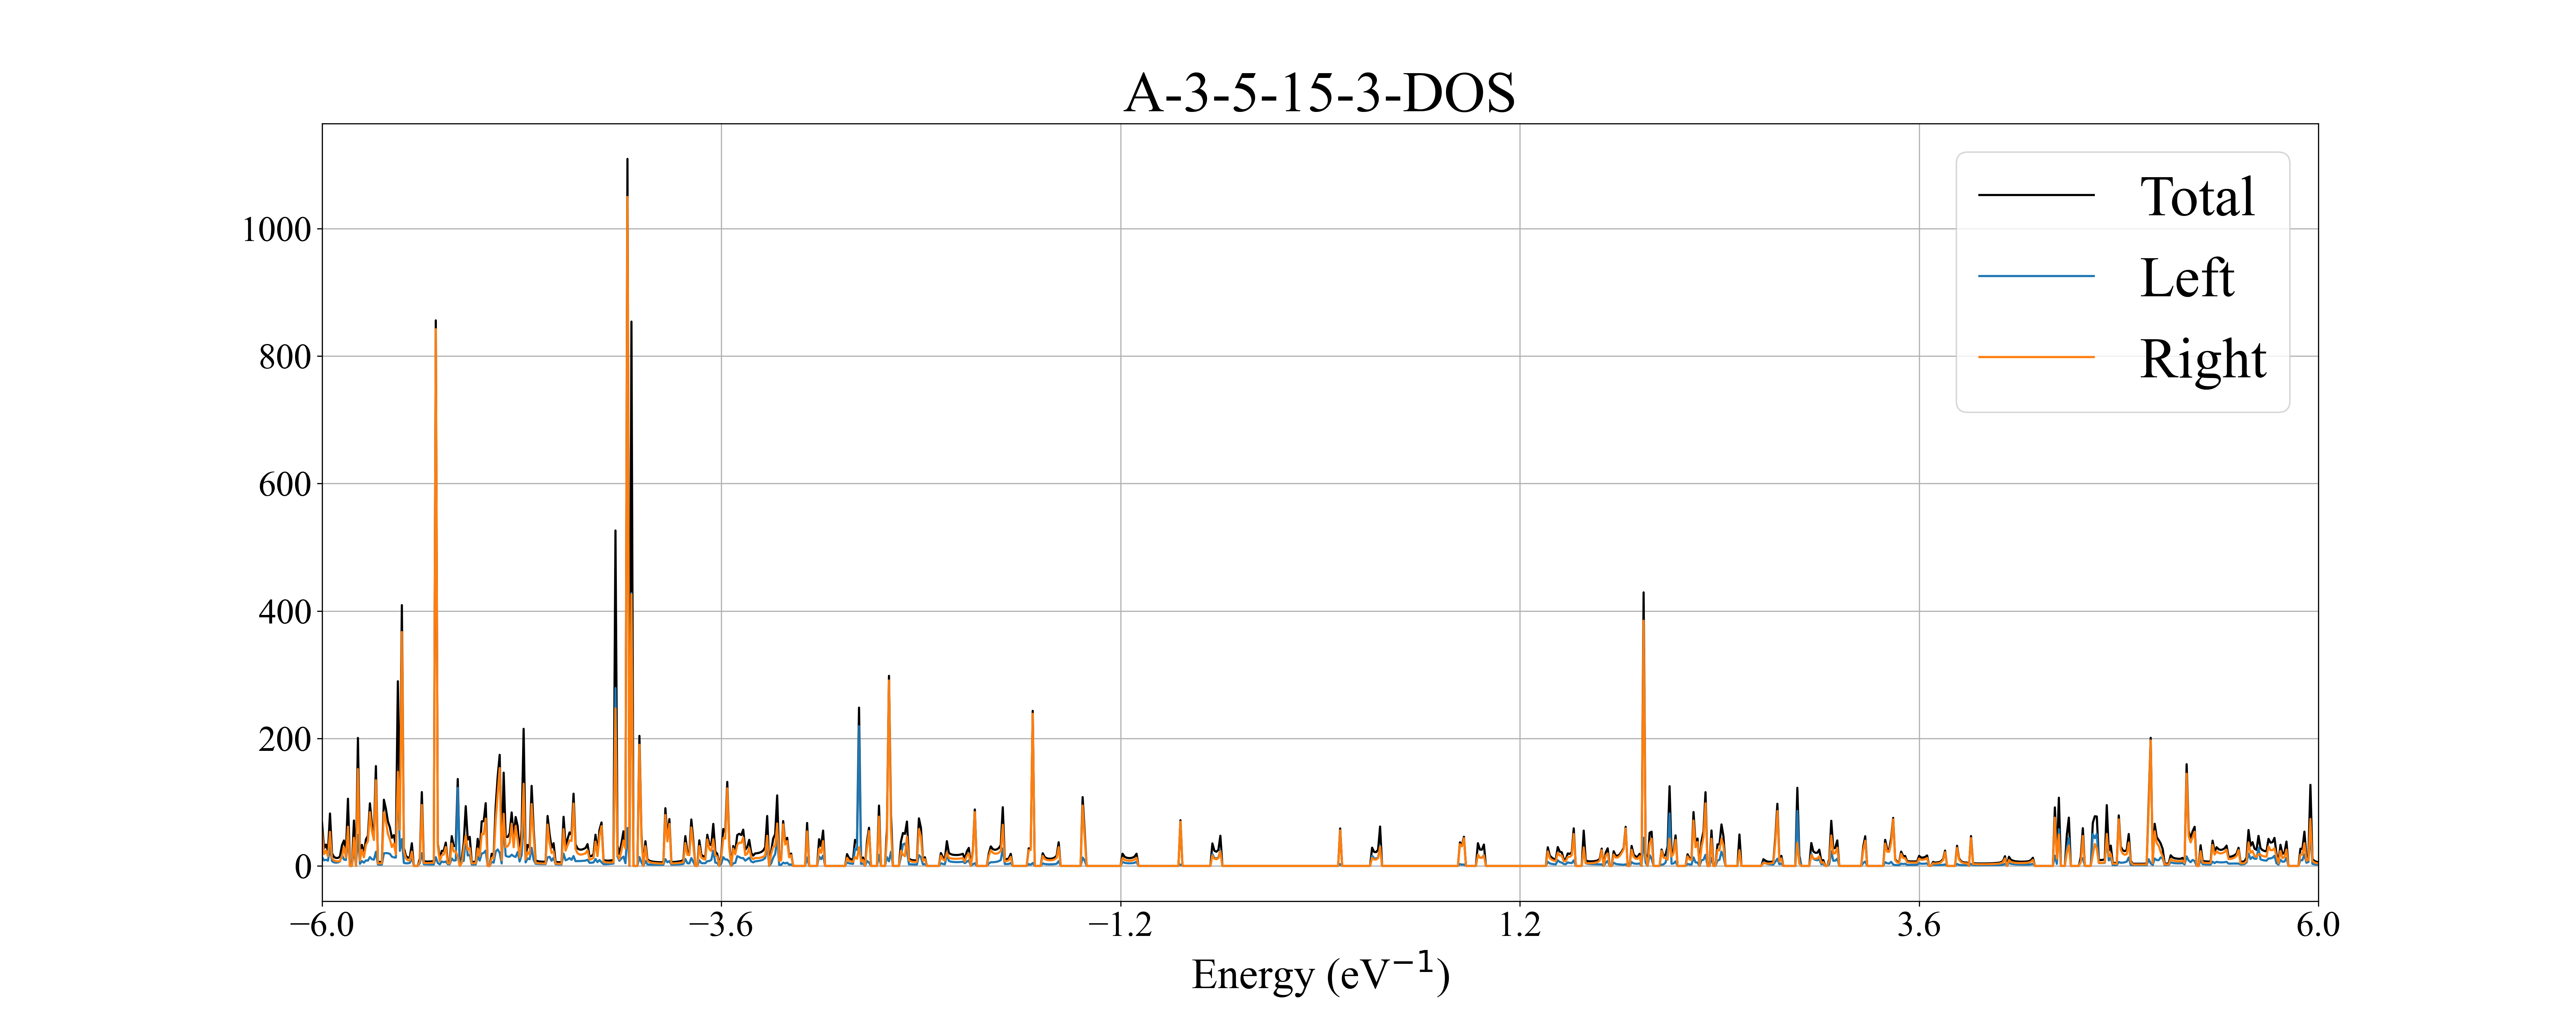 A-3-5-15-3-DOS
1000
800
600
400
200
0
Total
Left
Right
−6.0 −3.6 −1.2 1.2 3.6 6.0
Energy (eV⁻¹)